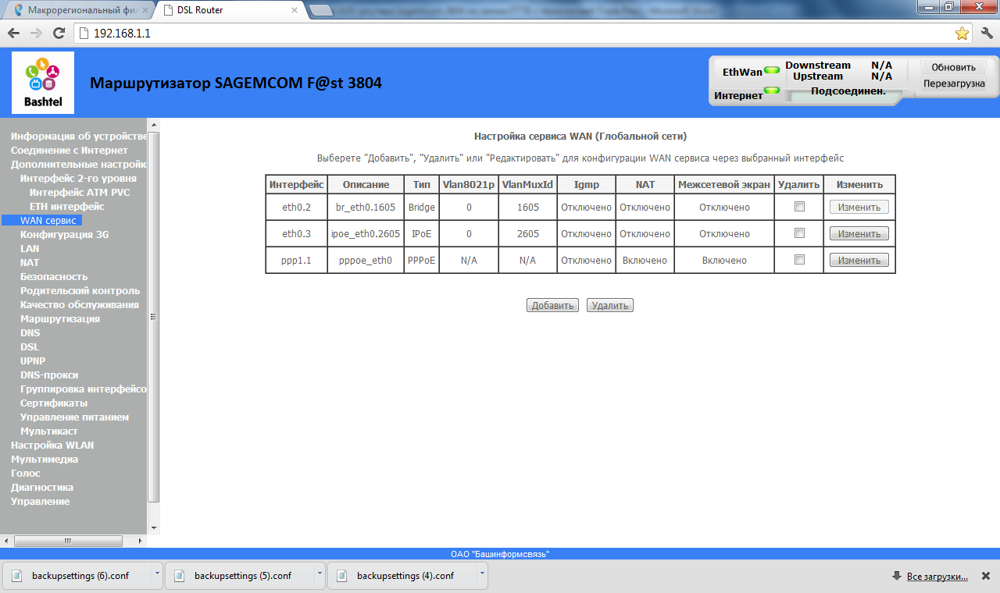 Макрорегиональный фил
DSL Router
192.168.1.1
Bashtel
Маршрутизатор SAGEMCOM F@st 3804
EthWan
Downstream N/A
Upstream N/A
Интернет
Подсоединен.
Обновить
Перезагрузка
Информация об устройстве
Соединение с Интернет
Дополнительные настройк
Интерфейс 2-го уровня
Интерфейс ATM PVC
ETH интерфейс
WAN сервис
Конфигурация 3G
LAN
NAT
Безопасность
Родительский контроль
Качество обслуживания
Маршрутизация
DNS
DSL
UPNP
DNS-прокси
Группировка интерфейсо
Сертификаты
Управление питанием
Мультикаст
Настройка WLAN
Мультимедиа
Голос
Диагностика
Управление
Настройка сервиса WAN (Глобальной сети)
Выберете "Добавить", "Удалить" или "Редактировать" для конфигурации WAN сервиса через выбранный интерфейс
Интерфейс Описание Тип Vlan8021p VlanMuxId Igmp NAT Межсетевой экран Удалить Изменить
eth0.2 br_eth0.1605 Bridge 0 1605 Отключено Отключено Отключено Изменить
eth0.3 ipoe_eth0.2605 IPoE 0 2605 Отключено Отключено Отключено Изменить
ppp1.1 pppoe_eth0 PPPoE N/A N/A Отключено Включено Включено Изменить
Добавить Удалить
ОАО "Башинформсвязь"
backupsettings (6).conf
backupsettings (5).conf
backupsettings (4).conf
Все загрузки...